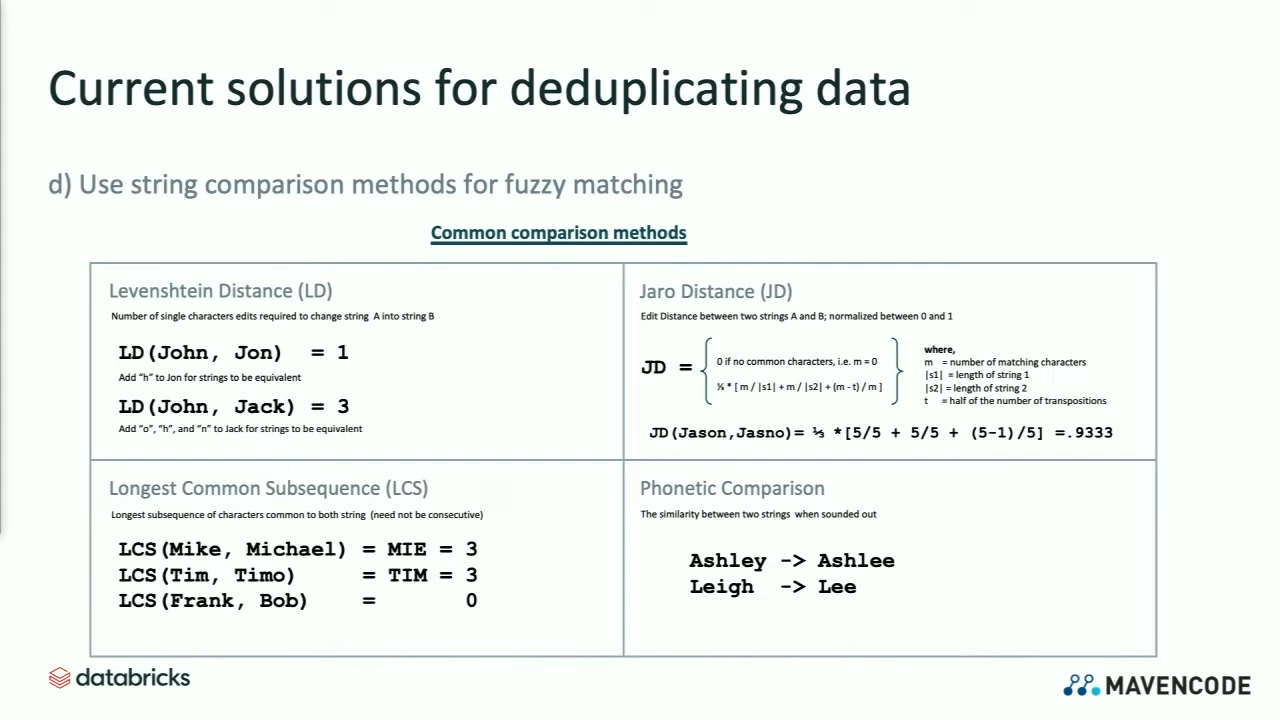 Current solutions for deduplicating data
d) Use string comparison methods for fuzzy matching
Common comparison methods
Levenshtein Distance (LD)
Number of single characters edits required to change string A into string B
LD(John, Jon) = 1
Add "h" to Jon for strings to be equivalent
LD(John, Jack) = 3
Add "o", "h", and "n" to Jack for strings to be equivalent
Jaro Distance (JD)
Edit Distance between two strings A and B; normalized between 0 and 1
JD =
0 if no common characters, i.e. m = 0
⅓ * [ m / |s1| + m / |s2| + (m - t) / m ]
where,
m = number of matching characters
|s1| = length of string 1
|s2| = length of string 2
t = half of the number of transpositions
JD(Jason,Jasno)= ⅓ *[5/5 + 5/5 + (5-1)/5] =.9333
Longest Common Subsequence (LCS)
Longest subsequence of characters common to both string (need not be consecutive)
LCS(Mike, Michael) = MIE = 3
LCS(Tim, Timo) = TIM = 3
LCS(Frank, Bob) = 0
Phonetic Comparison
The similarity between two strings when sounded out
Ashley -> Ashlee
Leigh -> Lee
databricks
MAVENCODE